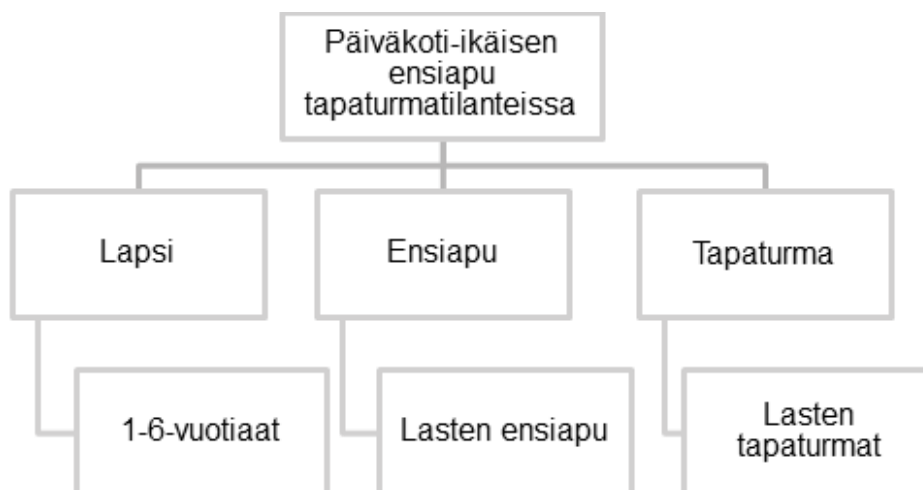 Päiväkoti-ikäisen
ensiapu
tapaturmatilanteissa
Lapsi
Ensiapu
Tapaturma
1-6-vuotiaat
Lasten ensiapu
Lasten
tapaturmat